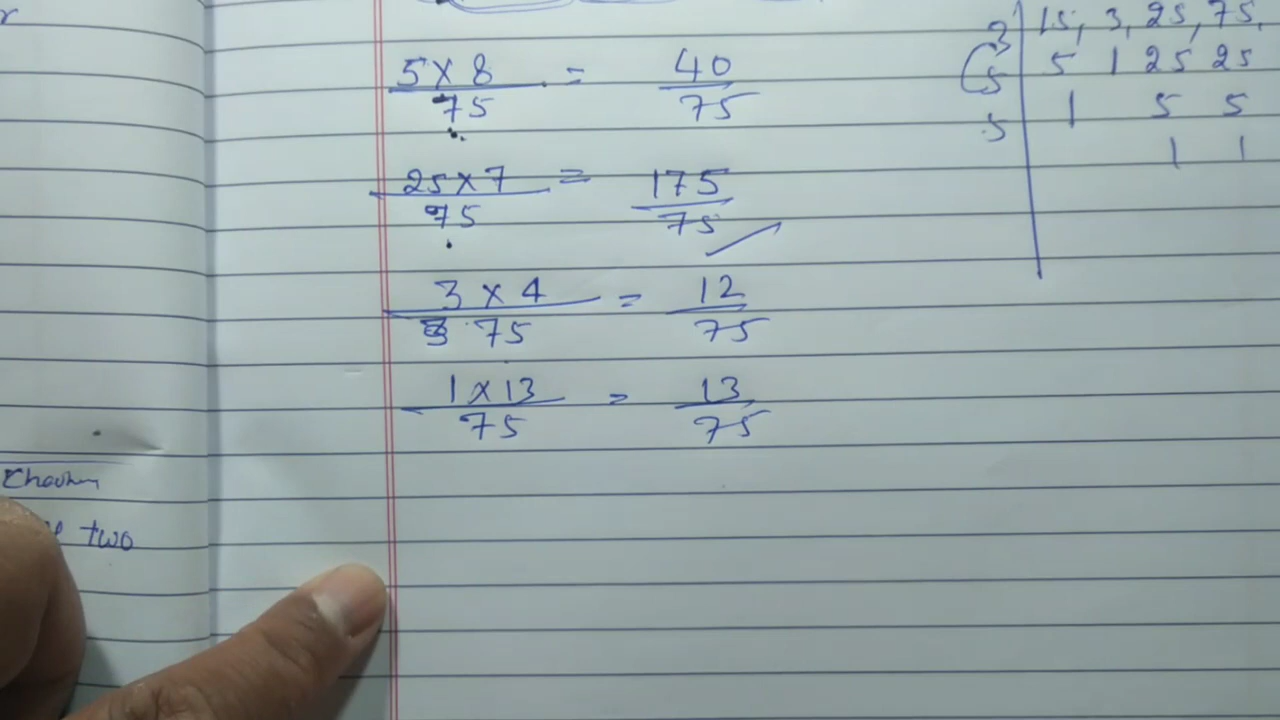 5 × 8 = 40
75 75
25 × 7 = 175
75 75
3 × 4 = 12
75 75
1 × 13 = 13
75 75
3 | 15, 3, 25, 75,
5 | 5 1 25 25
5 | 1 5 5
1 1
two